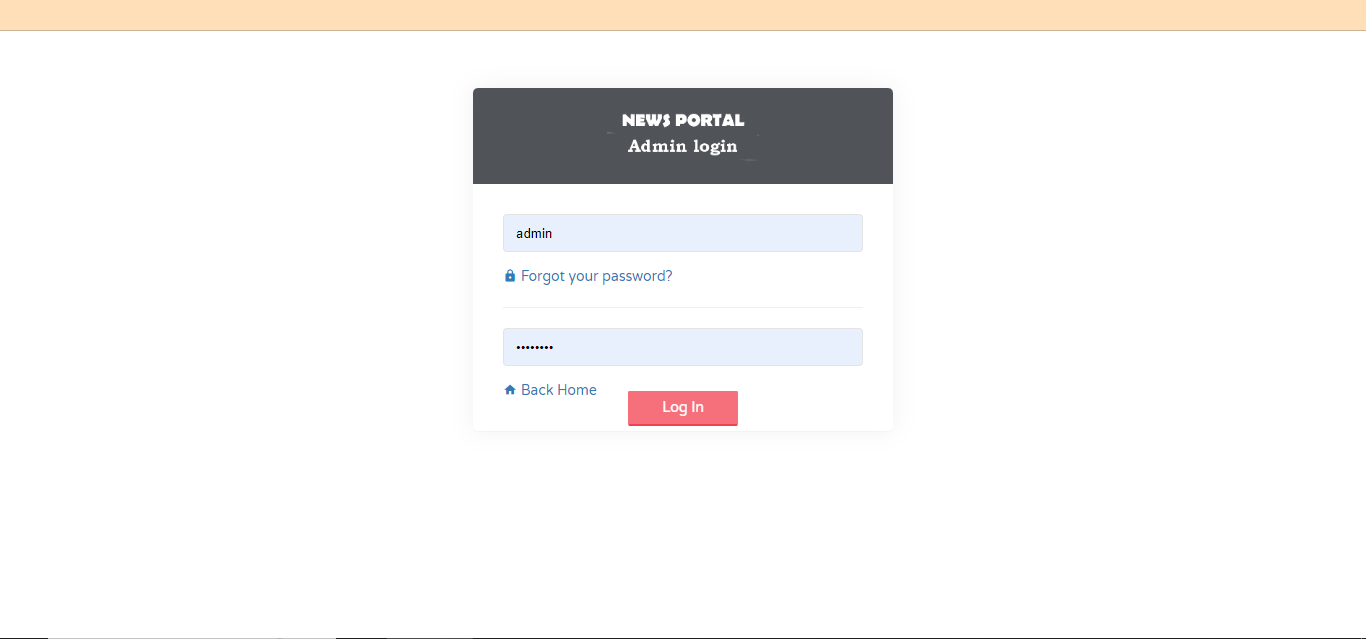 NEWS PORTAL
Admin login
admin
Forgot your password?
••••••••
Back Home
Log In